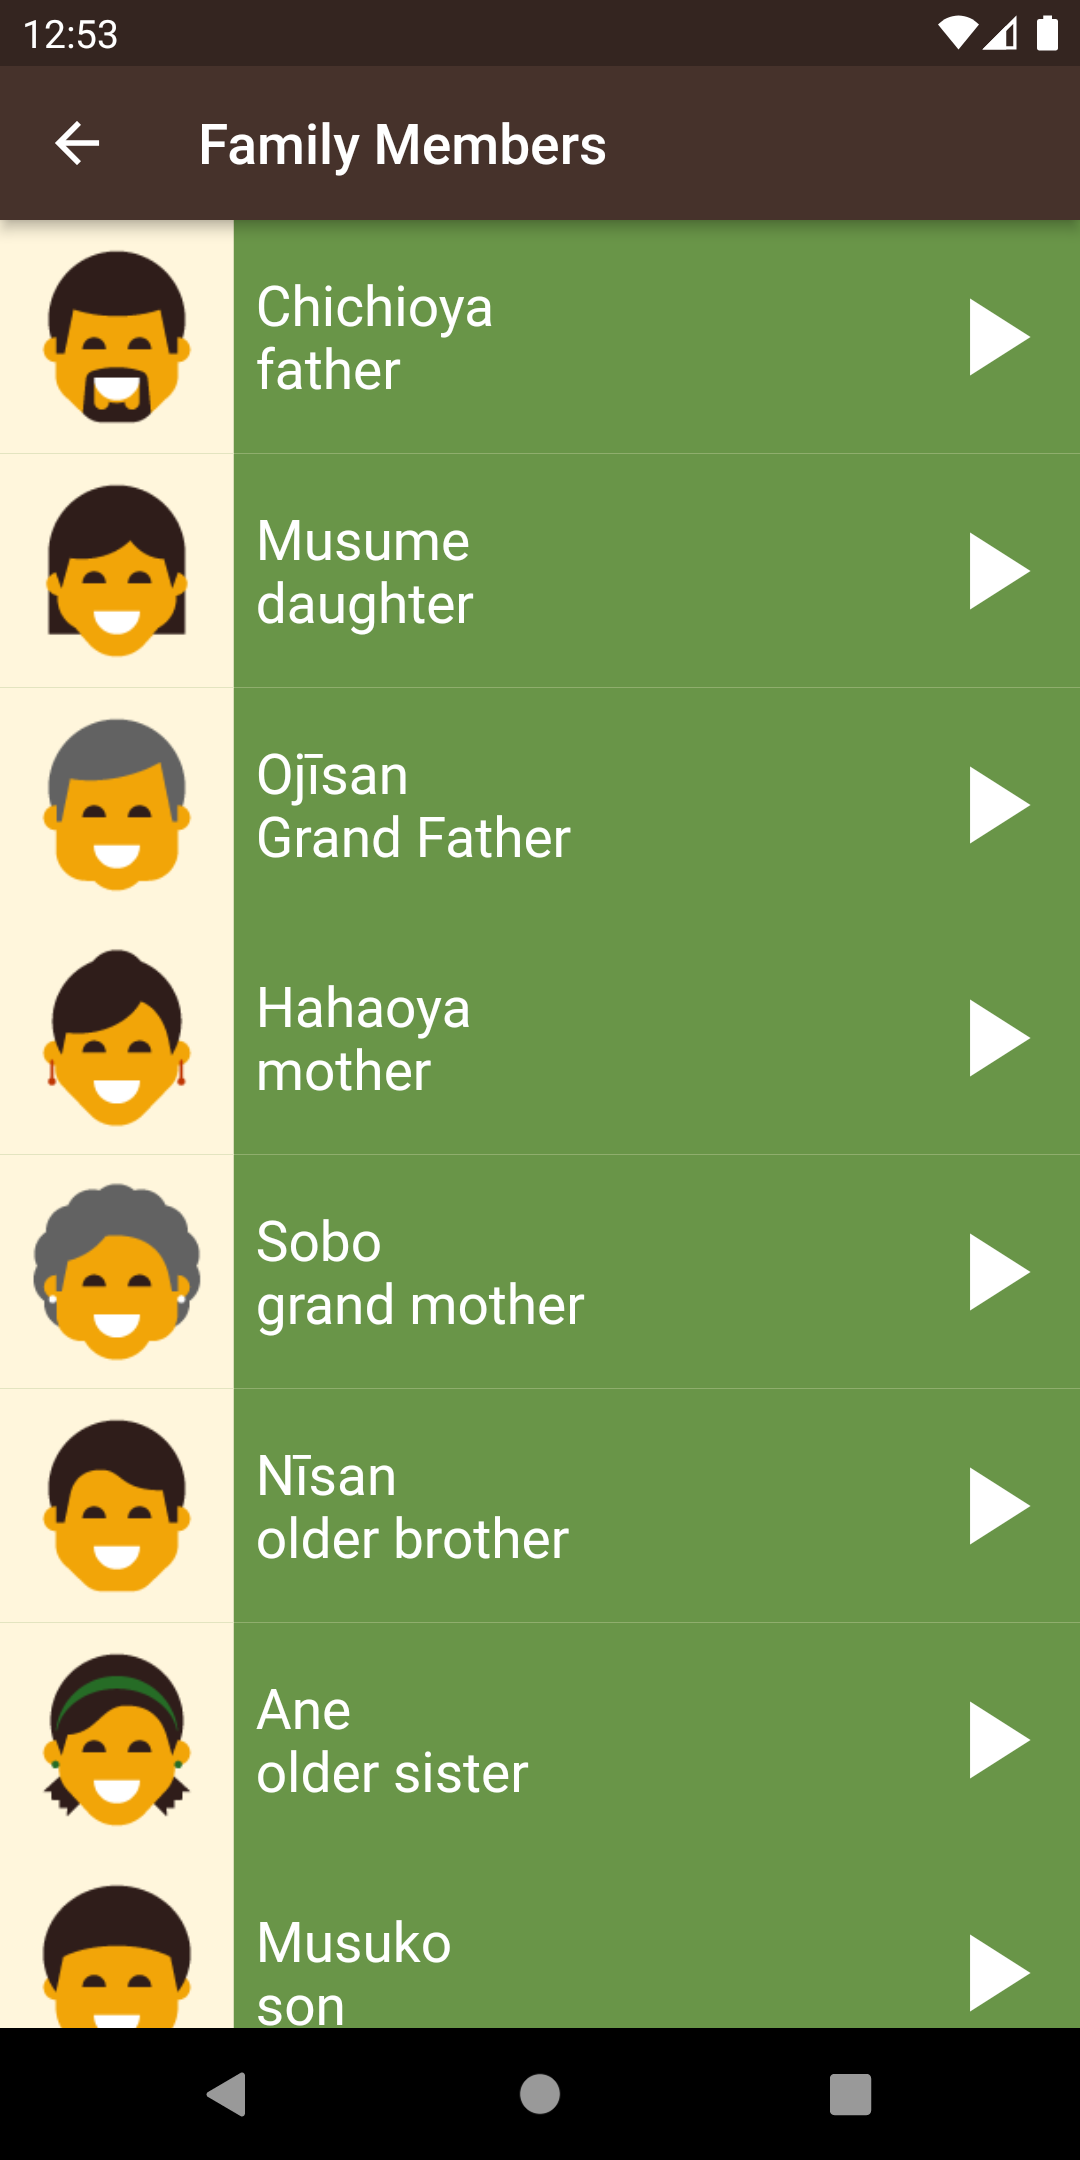 12:53
Family Members
Chichioya
father
Musume
daughter
Ojīsan
Grand Father
Hahaoya
mother
Sobo
grand mother
Nīsan
older brother
Ane
older sister
Musuko
son